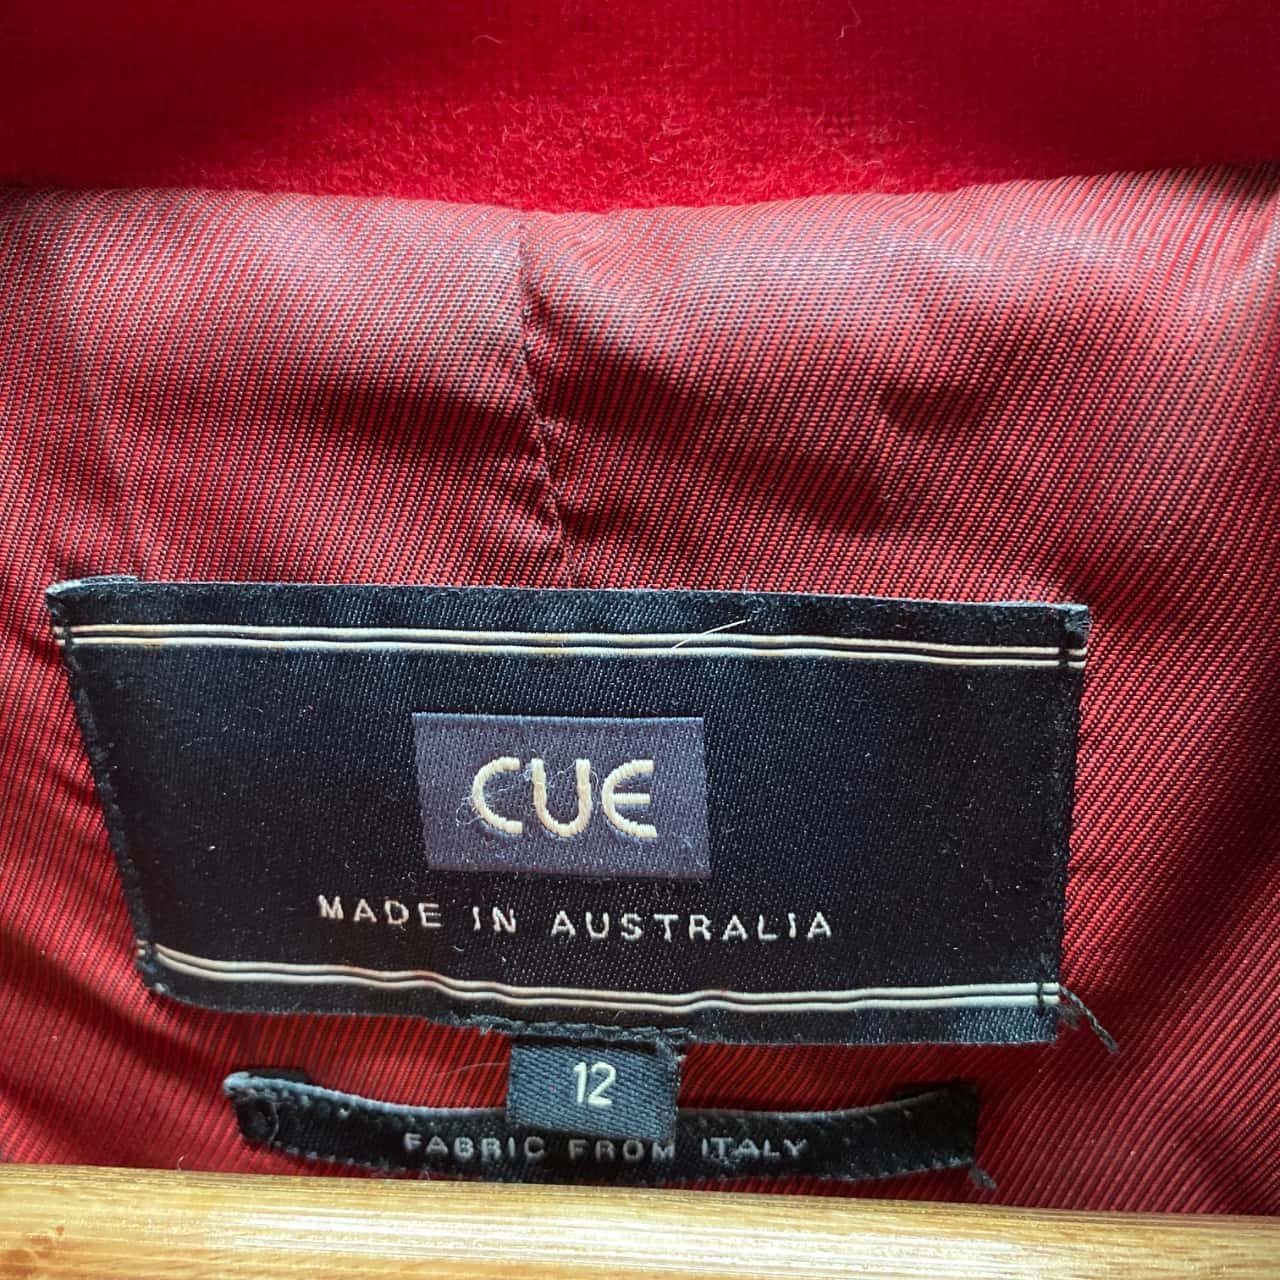 CUE
MADE IN AUSTRALIA
12
FABRIC FROM ITALY